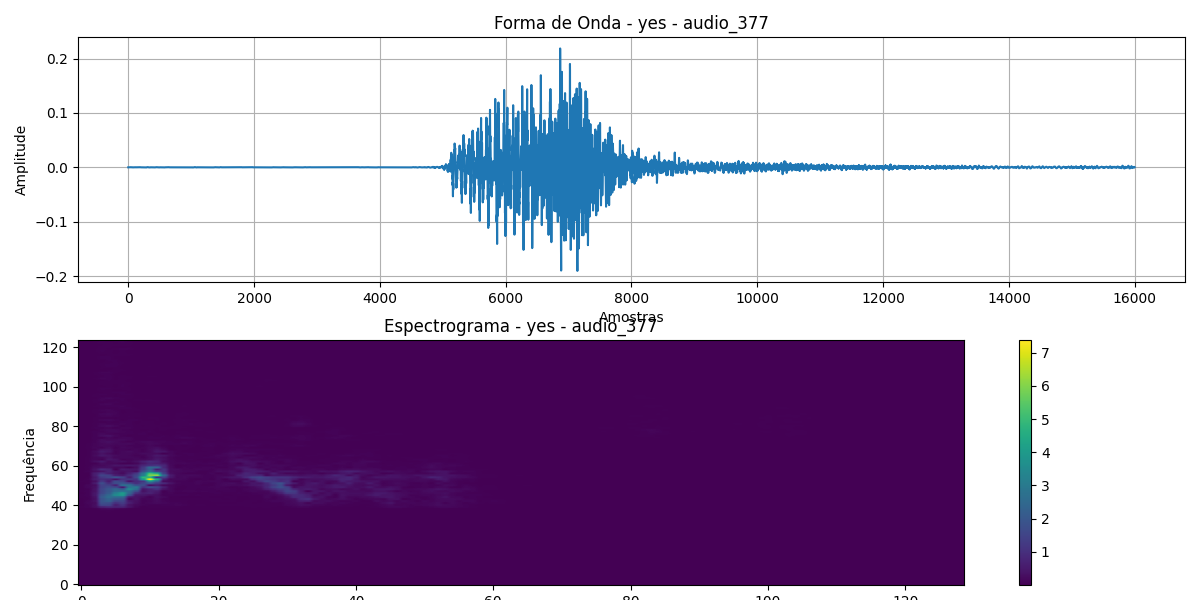 Forma de Onda - yes - audio_377
0.2
0.1
0.0
−0.1
−0.2
Amplitude
0 2000 4000 6000 8000 10000 12000 14000 16000
Amostras
Espectrograma - yes - audio_377
120
100
80
60
40
20
0
Frequência
0 20 40 60 80 100 120
7
6
5
4
3
2
1